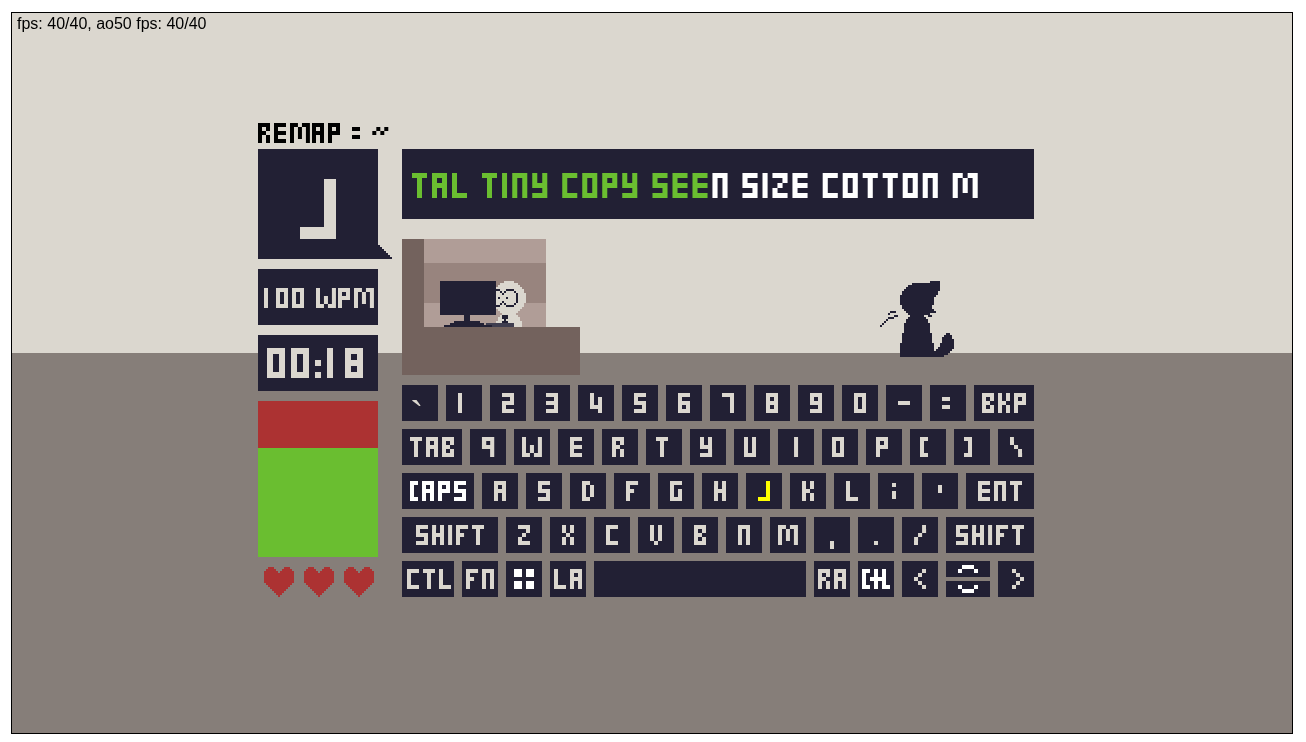 fps: 40/40, ao50 fps: 40/40
REMAP = ~
J
TAL TINY COPY SEEN SIZE COTTON M
100 WPM
00:18
` 1 2 3 4 5 6 7 8 9 0 - = BKP
TAB Q W E R T Y U I O P [ ] \
CAPS A S D F G H J K L ; ' ENT
SHIFT Z X C V B N M , . / SHIFT
CTL FN LA RA CTL < >